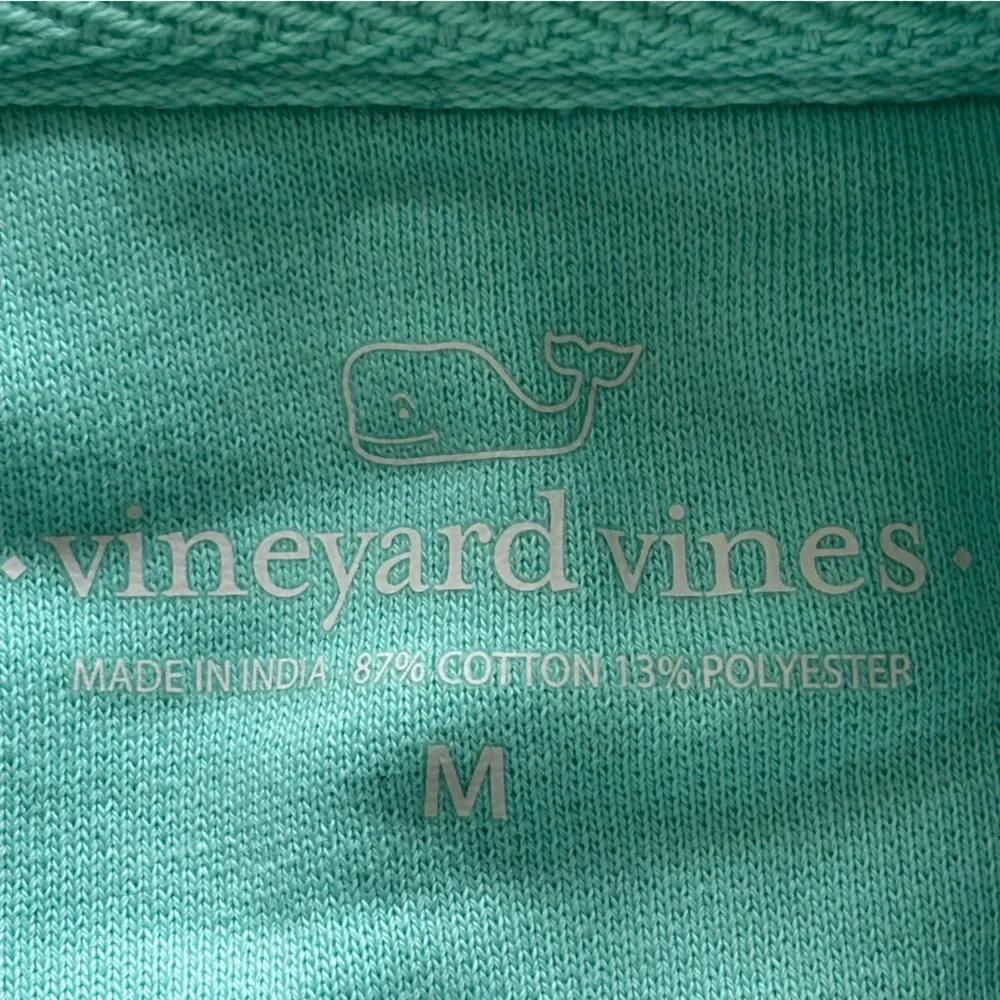 vineyard vines
MADE IN INDIA 87% COTTON 13% POLYESTER
M